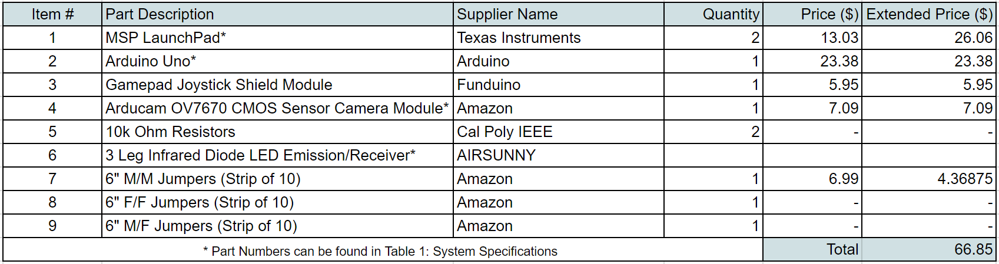 Item # Part Description Supplier Name Quantity Price ($) Extended Price ($)
1 MSP LaunchPad* Texas Instruments 2 13.03 26.06
2 Arduino Uno* Arduino 1 23.38 23.38
3 Gamepad Joystick Shield Module Funduino 1 5.95 5.95
4 Arducam OV7670 CMOS Sensor Camera Module* Amazon 1 7.09 7.09
5 10k Ohm Resistors Cal Poly IEEE 2 - -
6 3 Leg Infrared Diode LED Emission/Receiver* AIRSUNNY
7 6" M/M Jumpers (Strip of 10) Amazon 1 6.99 4.36875
8 6" F/F Jumpers (Strip of 10) Amazon 1 - -
9 6" M/F Jumpers (Strip of 10) Amazon 1 - -
* Part Numbers can be found in Table 1: System Specifications Total 66.85